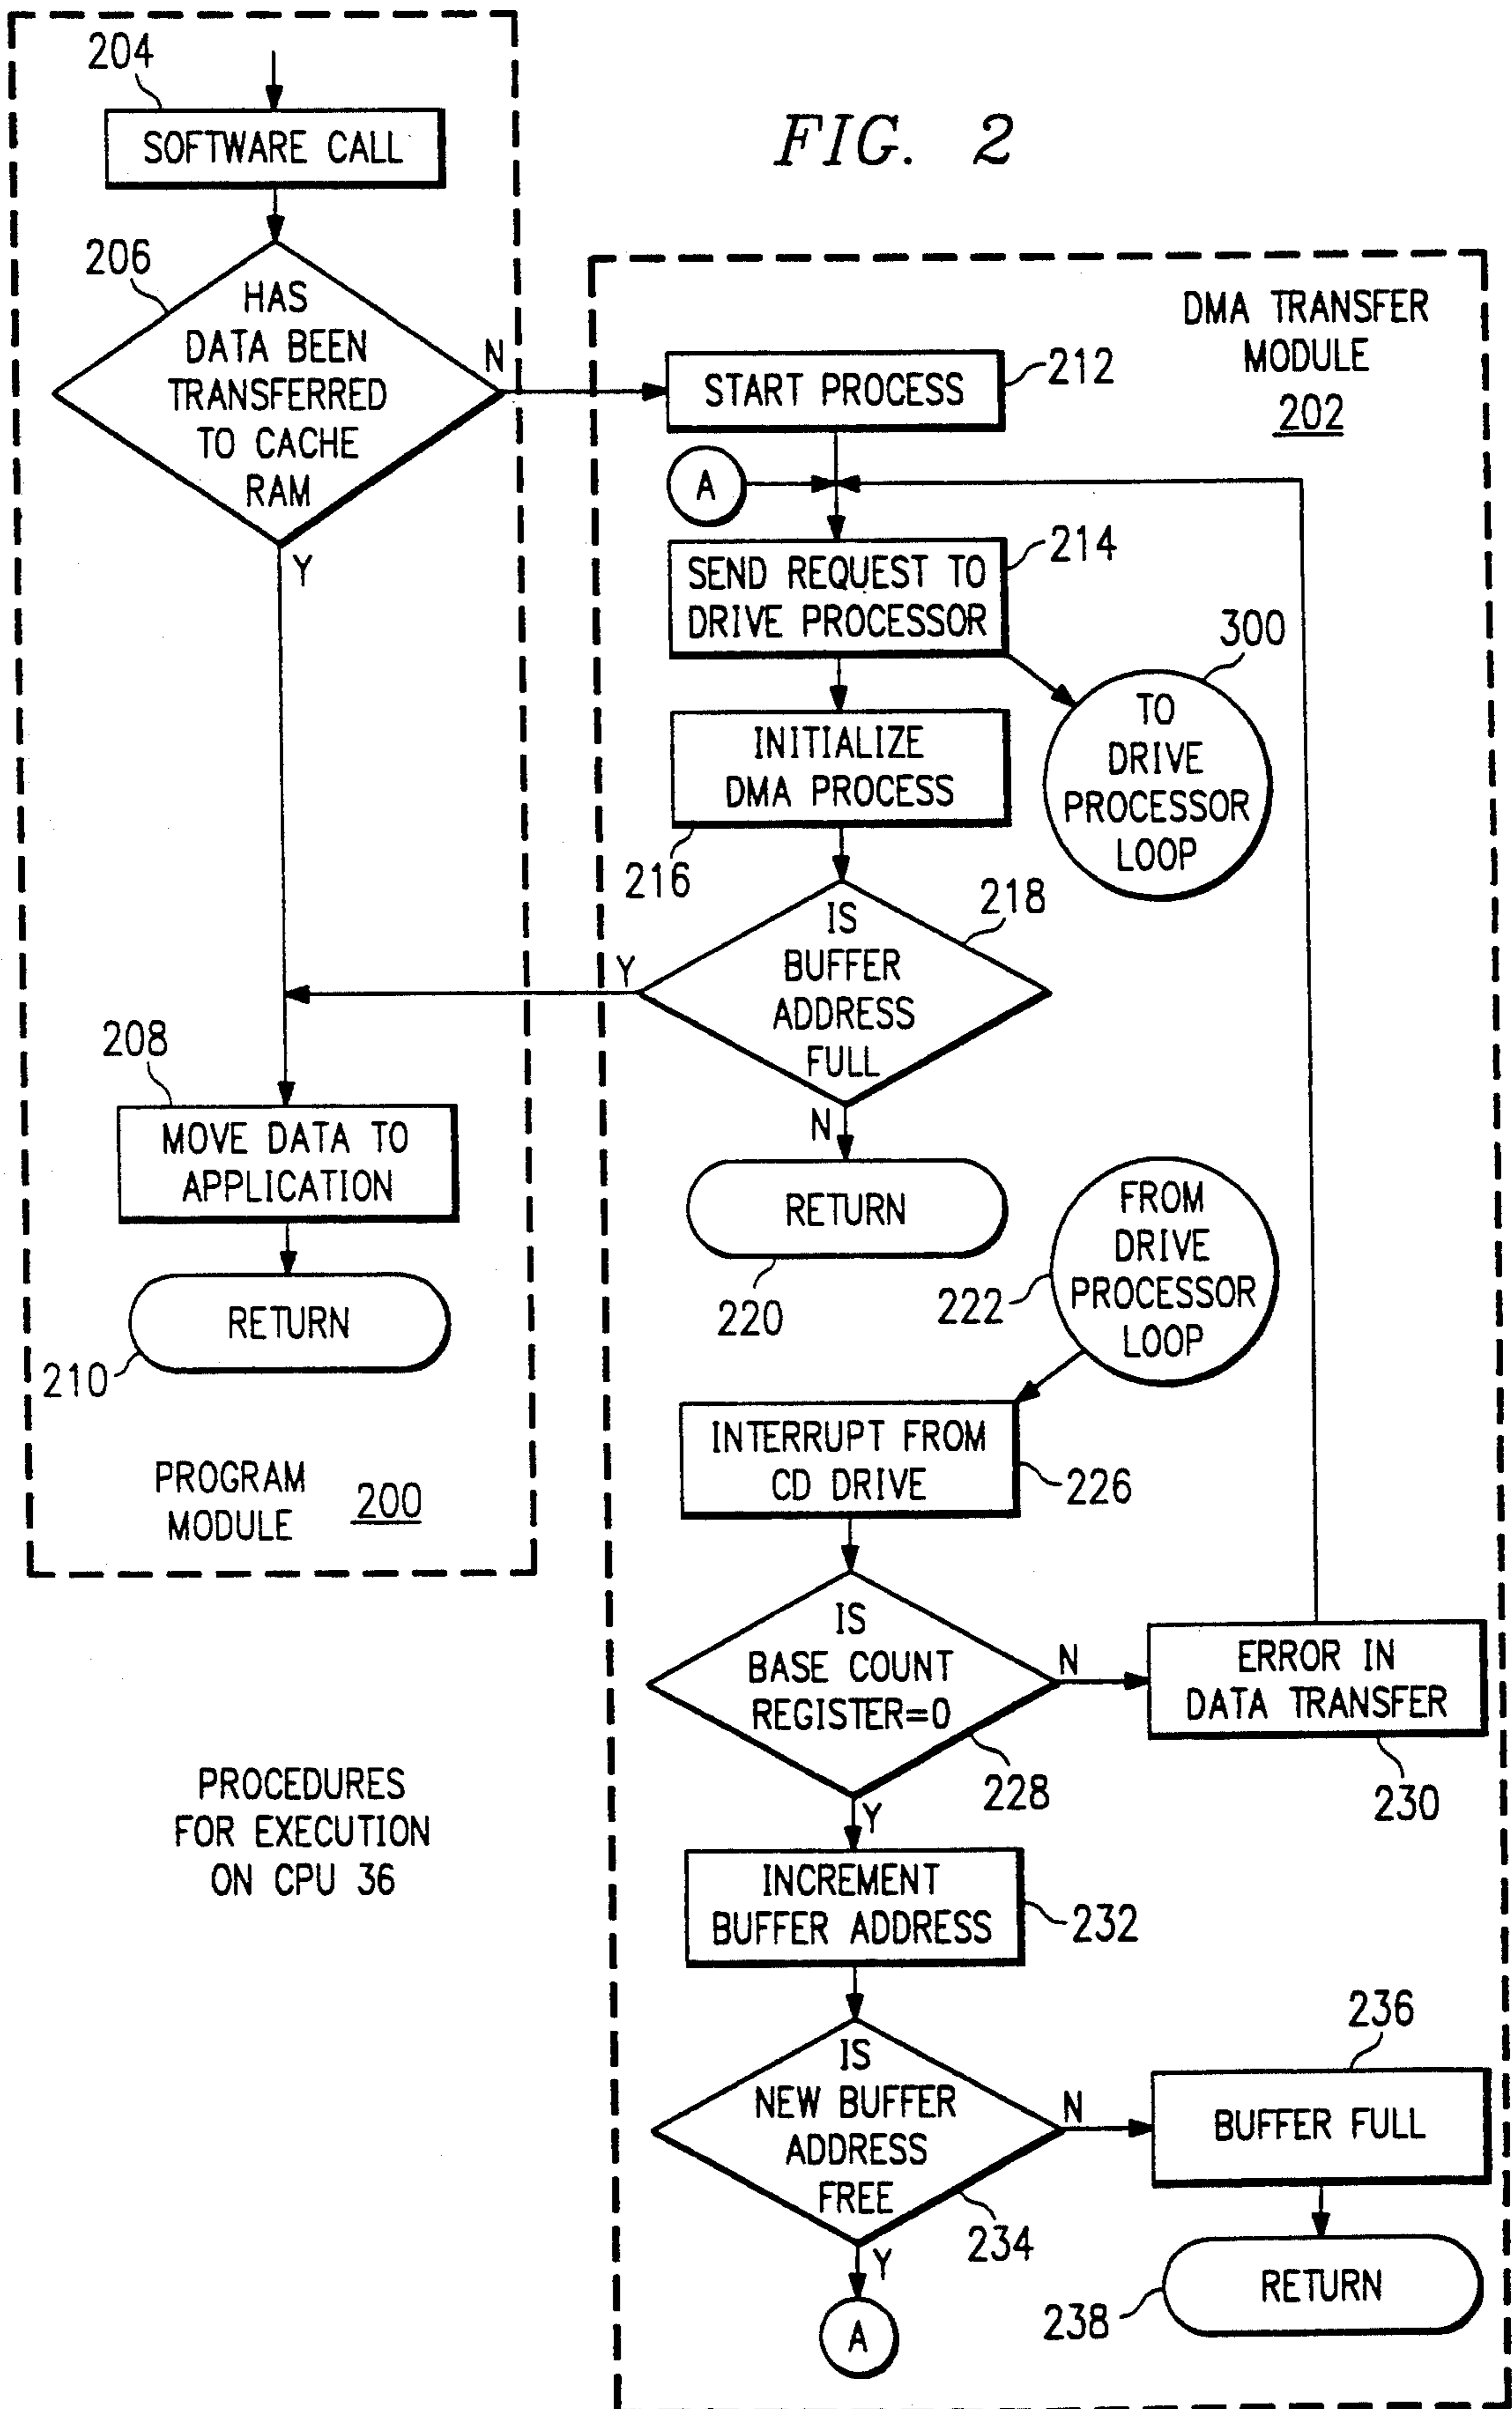 FIG. 2
204
SOFTWARE CALL
206
HAS
DATA BEEN
TRANSFERRED
TO CACHE
RAM
N
Y
208
MOVE DATA TO
APPLICATION
RETURN
210
PROGRAM
MODULE
200
PROCEDURES
FOR EXECUTION
ON CPU 36
DMA TRANSFER
MODULE
202
START PROCESS
212
A
SEND REQUEST TO
DRIVE PROCESSOR
214
300
TO
DRIVE
PROCESSOR
LOOP
INITIALIZE
DMA PROCESS
216
IS
BUFFER
ADDRESS
FULL
218
Y
N
RETURN
220
FROM
DRIVE
PROCESSOR
LOOP
222
INTERRUPT FROM
CD DRIVE
226
IS
BASE COUNT
REGISTER=0
228
N
ERROR IN
DATA TRANSFER
230
Y
INCREMENT
BUFFER ADDRESS
232
IS
NEW BUFFER
ADDRESS
FREE
234
N
236
BUFFER FULL
RETURN
238
Y
A